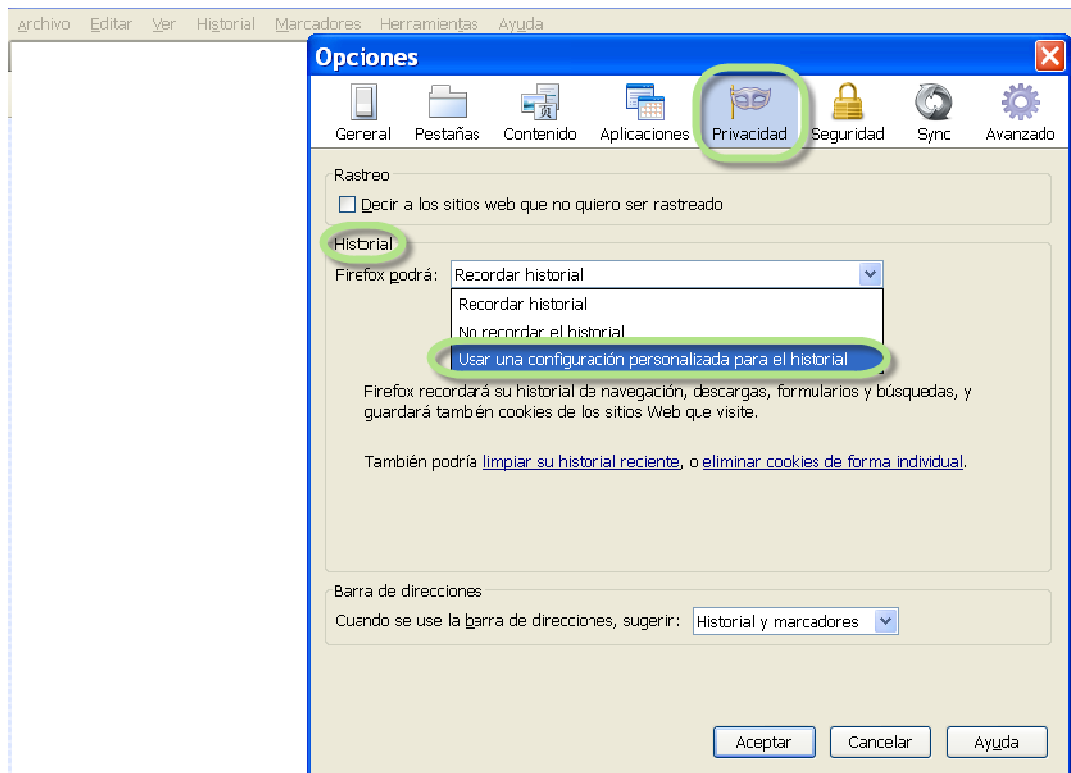 Archivo Editar Ver Historial Marcadores Herramientas Ayuda
Opciones
General Pestañas Contenido Aplicaciones Privacidad Seguridad Sync Avanzado
Rastreo
Decir a los sitios web que no quiero ser rastreado
Historial
Firefox podrá: Recordar historial
Recordar historial
No recordar el historial
Usar una configuración personalizada para el historial
Firefox recordará su historial de navegación, descargas, formularios y búsquedas, y
guardará también cookies de los sitios Web que visite.
También podría limpiar su historial reciente, o eliminar cookies de forma individual.
Barra de direcciones
Cuando se use la barra de direcciones, sugerir: Historial y marcadores
Aceptar Cancelar Ayuda